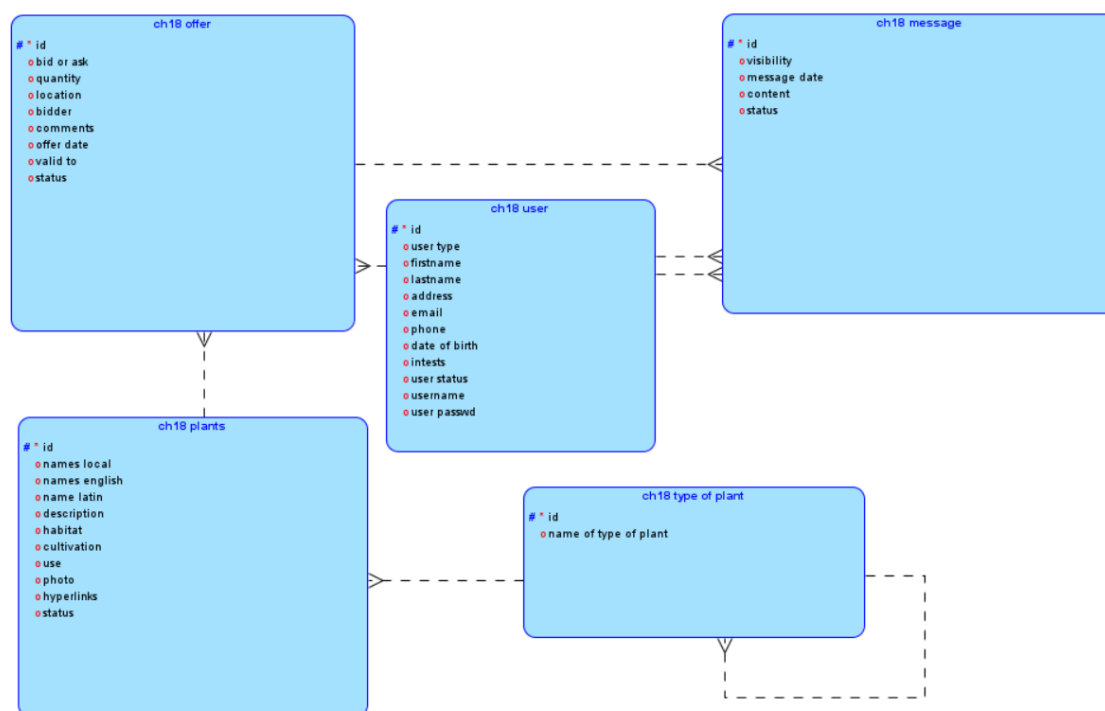 ch18 offer
# * id
o bid or ask
o quantity
o location
o bidder
o comments
o offer date
o valid to
o status
ch18 message
# * id
o visibility
o message date
o content
o status
ch18 user
# * id
o user type
o firstname
o lastname
o address
o email
o phone
o date of birth
o intests
o user status
o username
o user passwd
ch18 plants
# * id
o names local
o names english
o name latin
o description
o habitat
o cultivation
o use
o photo
o hyperlinks
o status
ch18 type of plant
# * id
o name of type of plant